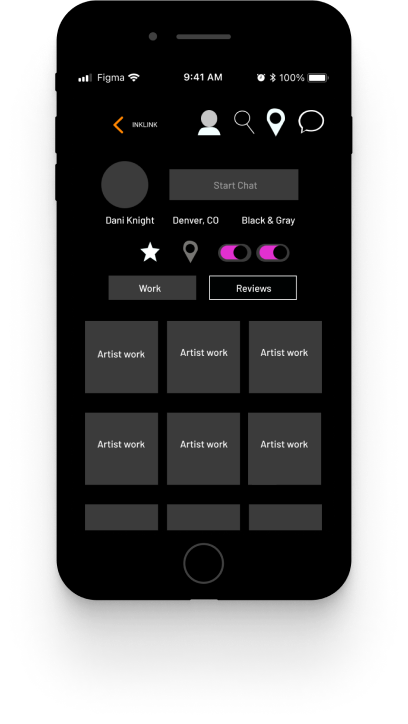 Figma 9:41 AM 100%
INKLINK
Start Chat
Dani Knight Denver, CO Black & Gray
Work Reviews
Artist work Artist work Artist work
Artist work Artist work Artist work